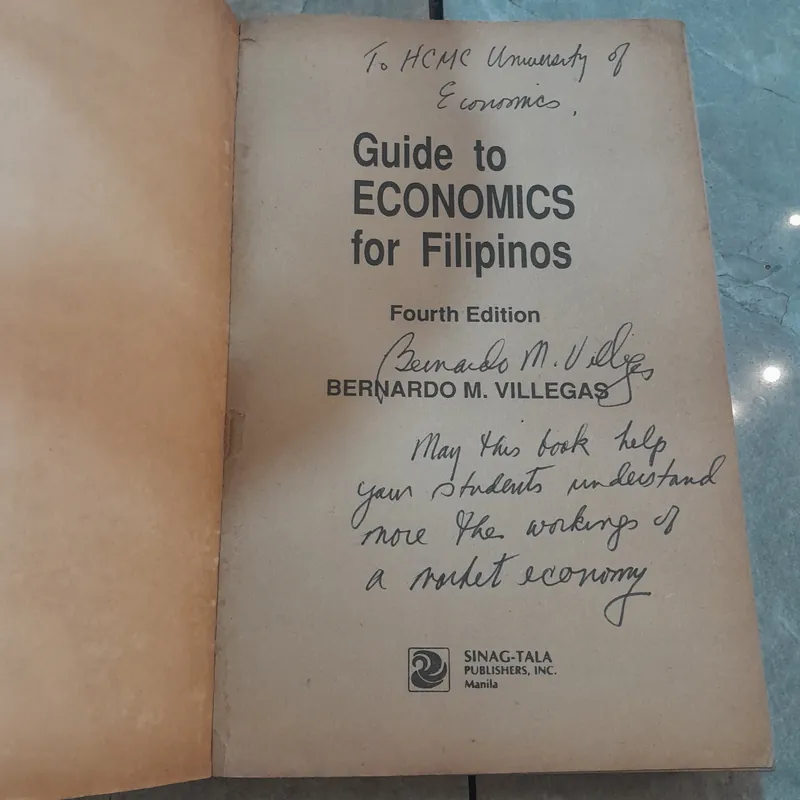 To HCMC University of
Economics.
Guide to
ECONOMICS
for Filipinos
Fourth Edition
Bernardo M. Villegas
BERNARDO M. VILLEGAS
May this book help
your students understand
more the workings of
a market economy
SINAG-TALA
PUBLISHERS, INC.
Manila